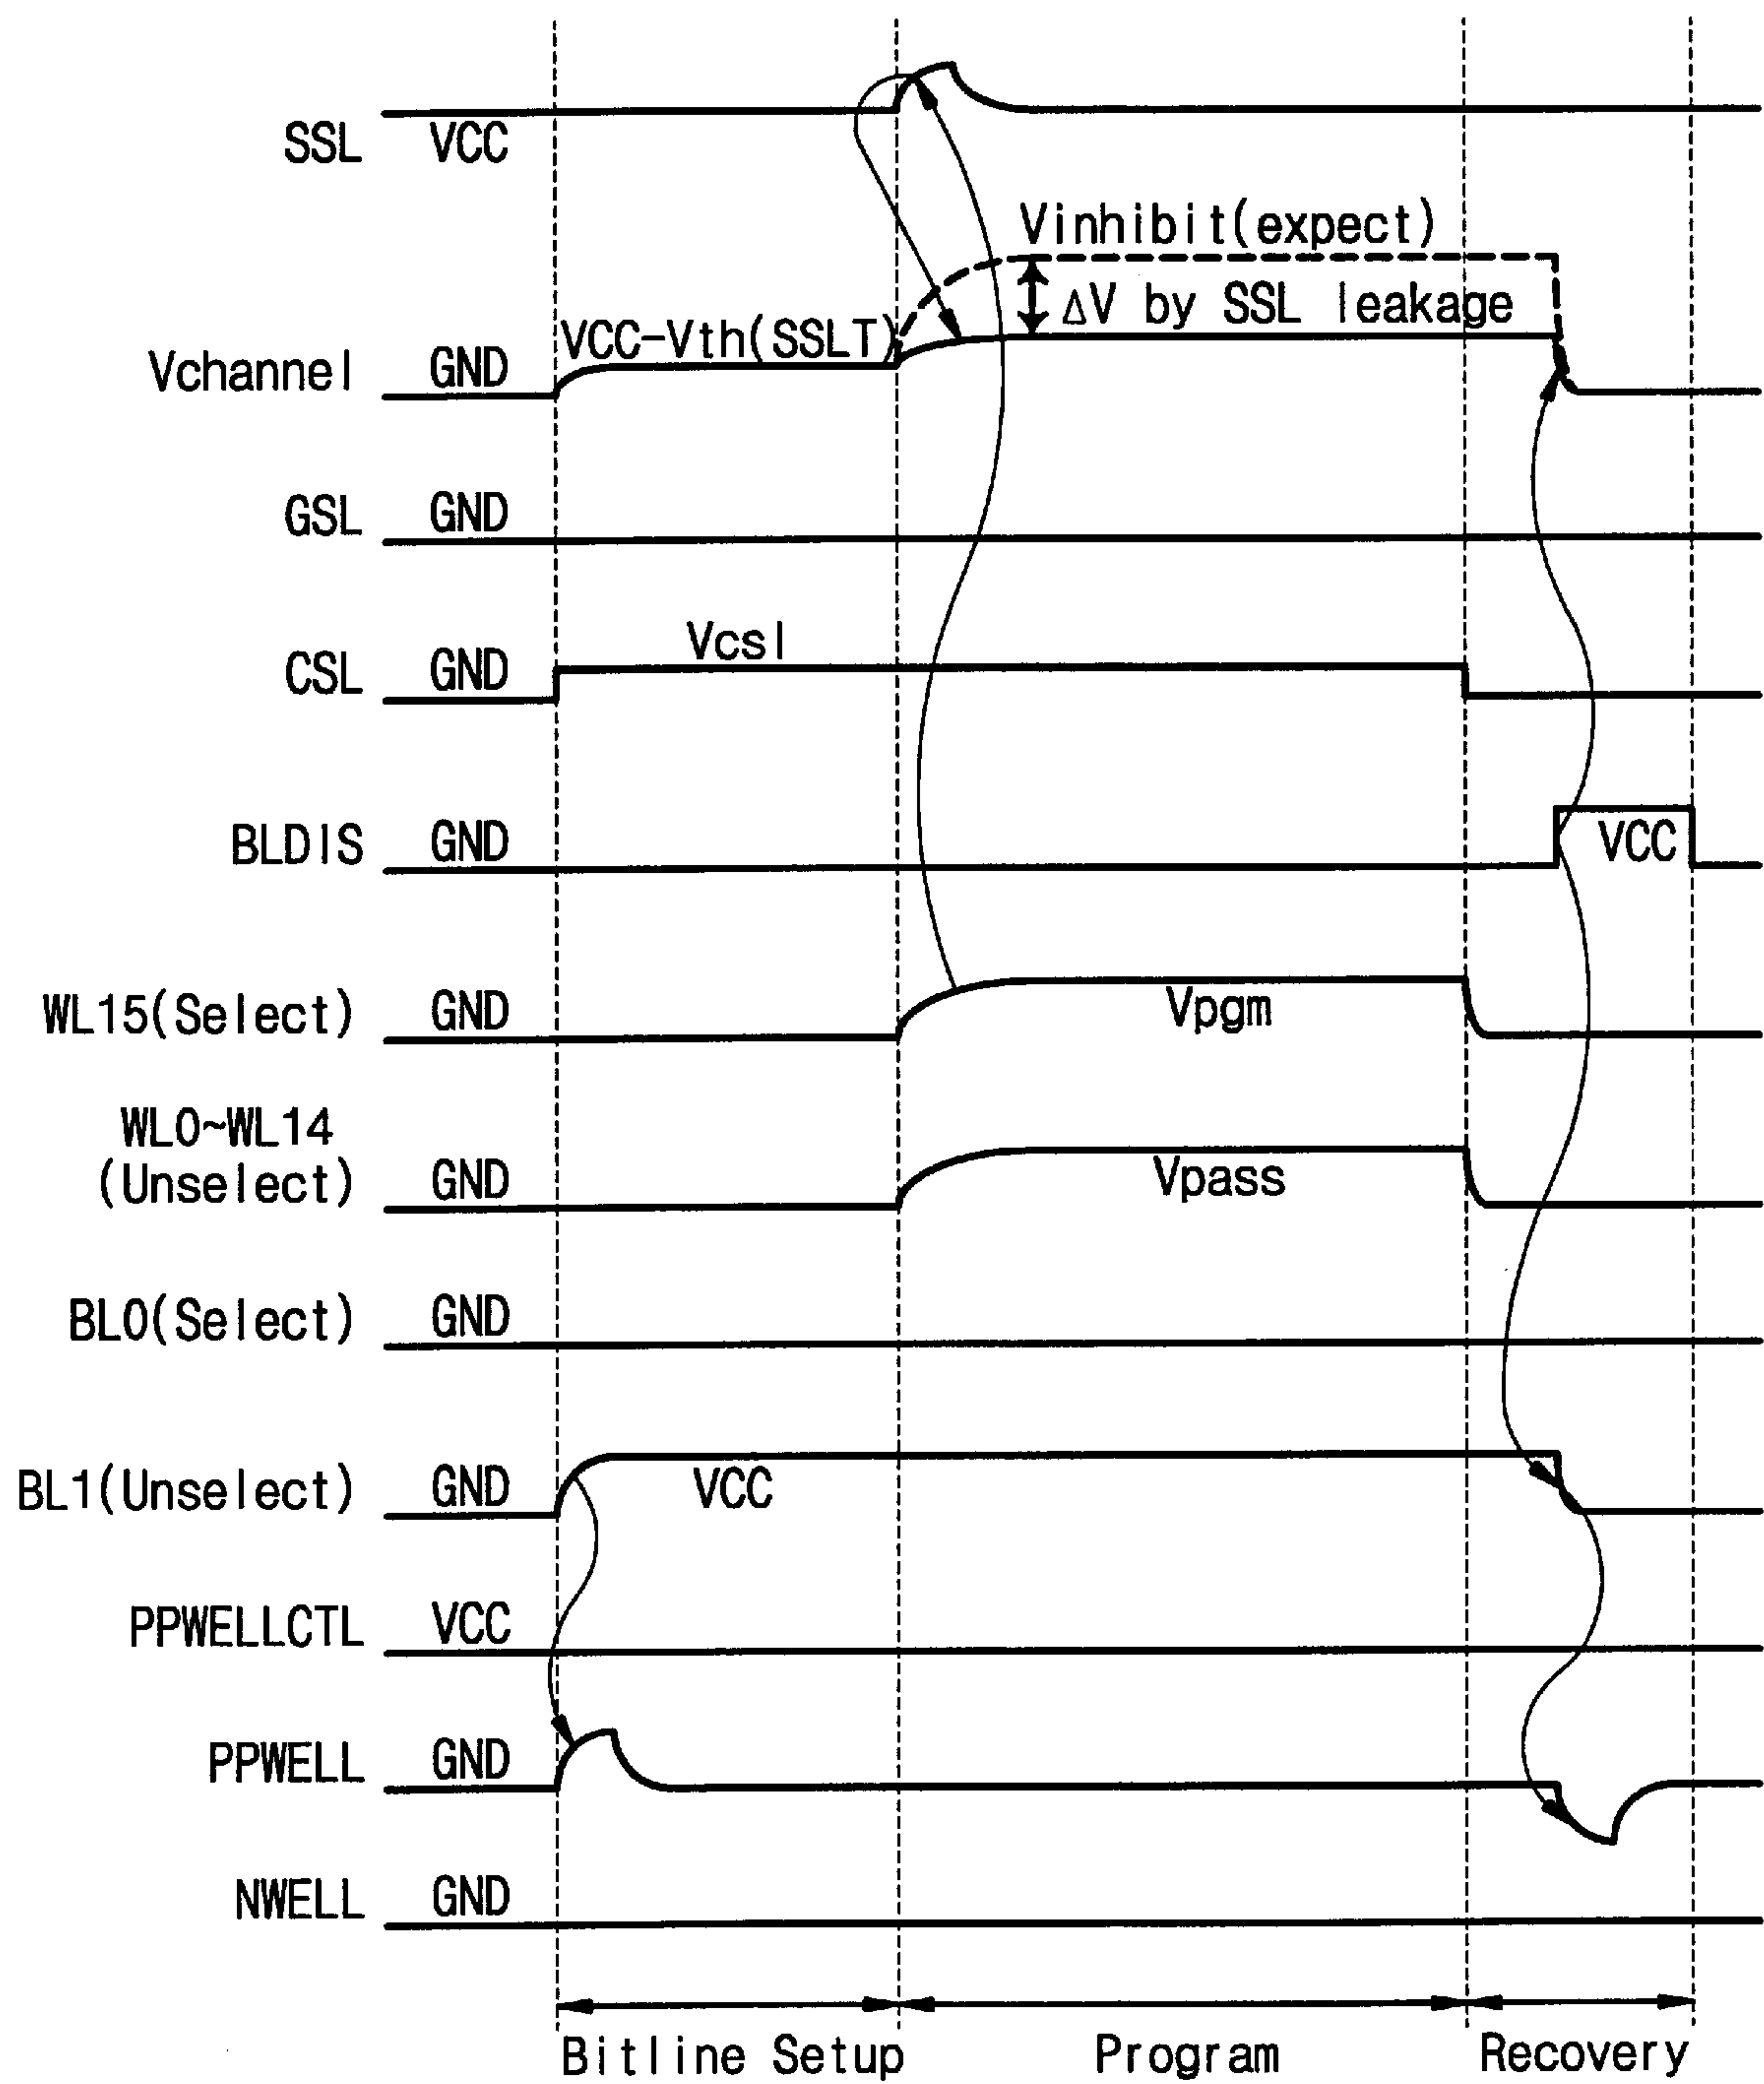 SSL VCC
Vinhibit(expect)
ΔV by SSL leakage
VCC-Vth(SSLT)
Vchannel GND
GSL GND
Vcsl
CSL GND
BLDIS GND VCC
WL15(Select) GND Vpgm
WL0~WL14
(Unselect) GND Vpass
BL0(Select) GND
BL1(Unselect) GND VCC
PPWELLCTL VCC
PPWELL GND
NWELL GND
Bitline Setup Program Recovery